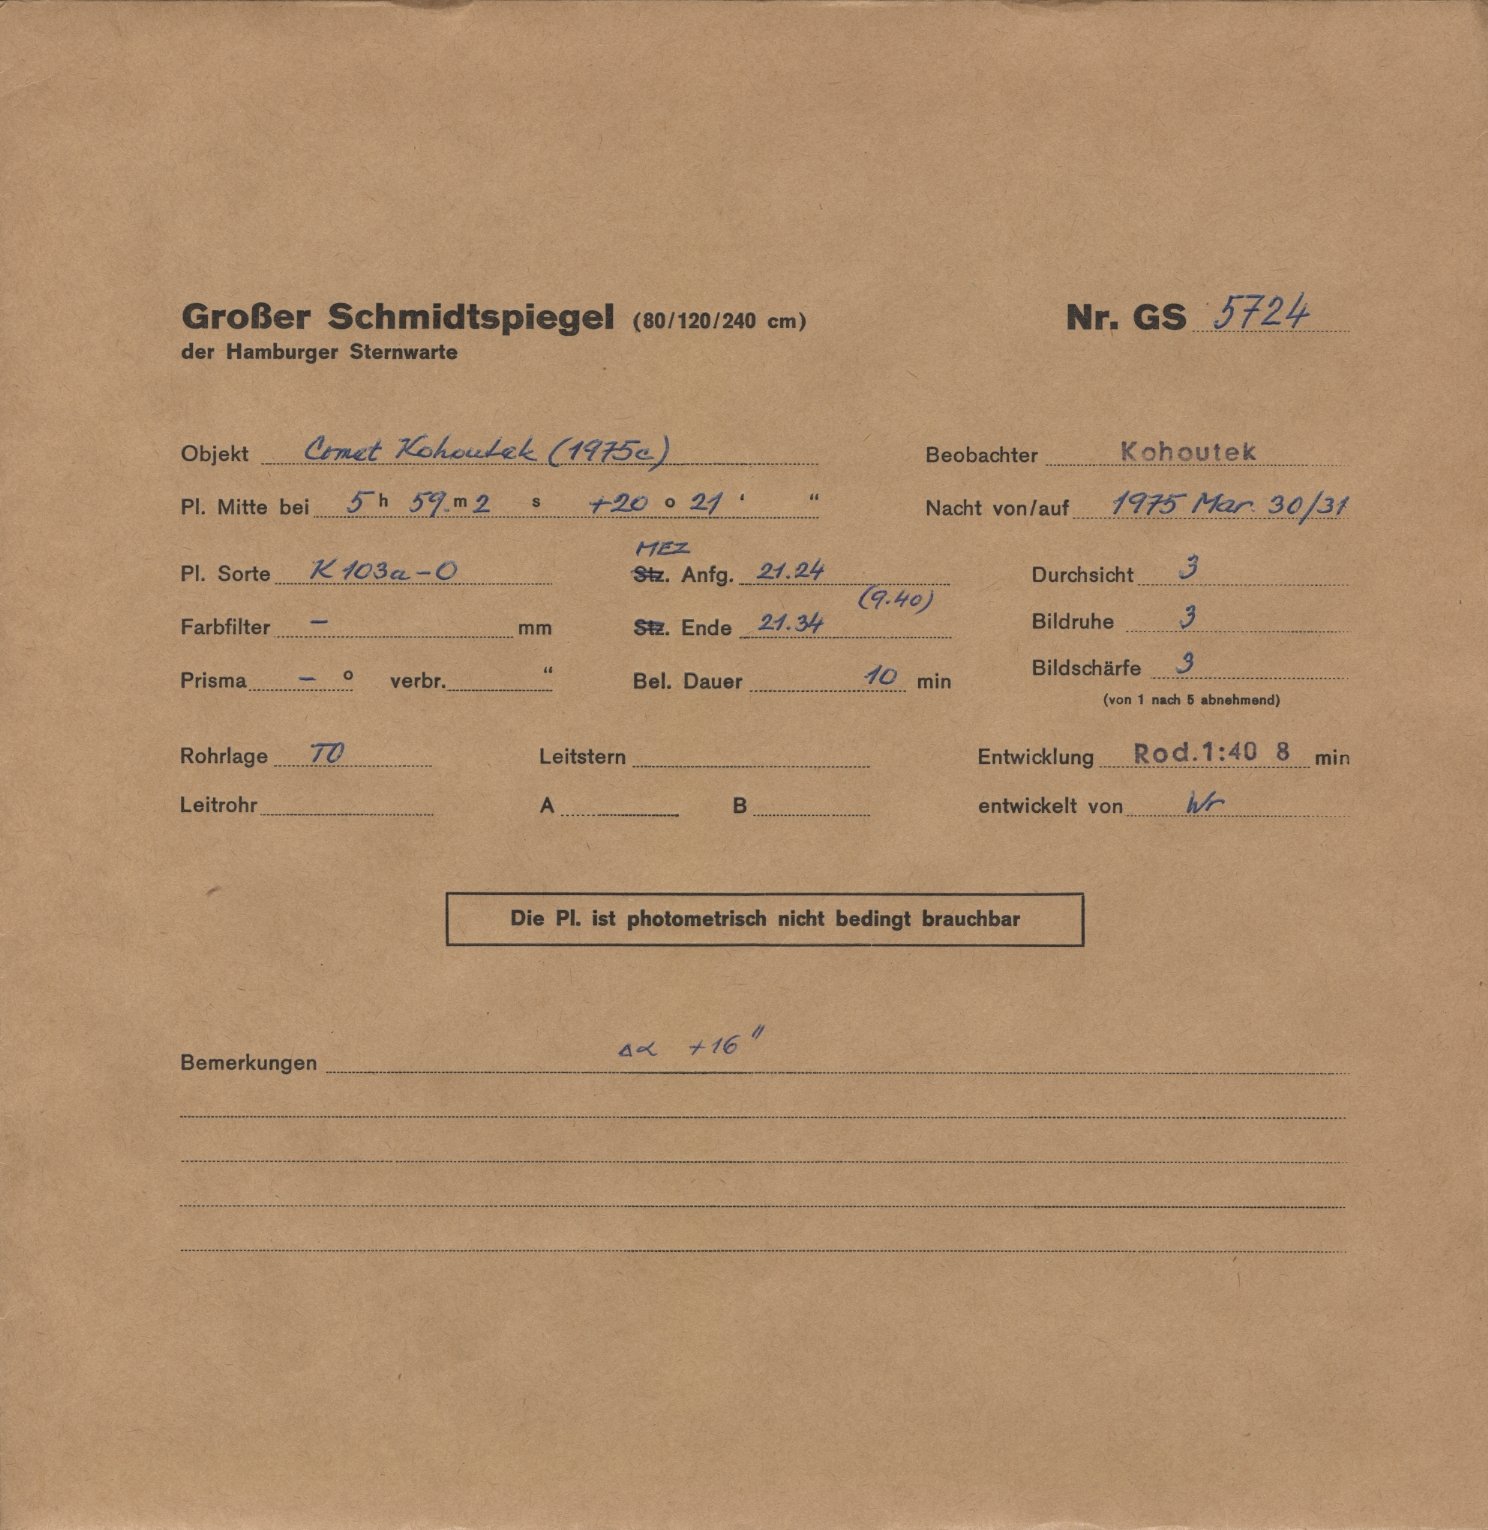 Großer Schmidtspiegel (80/120/240 cm) Nr. GS 5724
der Hamburger Sternwarte
Objekt Comet Kohoutek (1975c) Beobachter Kohoutek
Pl. Mitte bei 5 h 59. m 2 s +20 o 21 ' “ Nacht von/auf 1975 Mar. 30/31
MEZ
Pl. Sorte K 103a-O Stz. Anfg. 21.24 Durchsicht 3
(9.40)
Farbfilter – mm Stz. Ende 21.34 Bildruhe 3
Prisma – o verbr. “ Bel. Dauer 10 min Bildschärfe 3
(von 1 nach 5 abnehmend)
Rohrlage TO Leitstern Entwicklung Rod.1:40 8 min
Leitrohr A B entwickelt von Wr
Die Pl. ist photometrisch nicht bedingt brauchbar
Bemerkungen Δα +16"